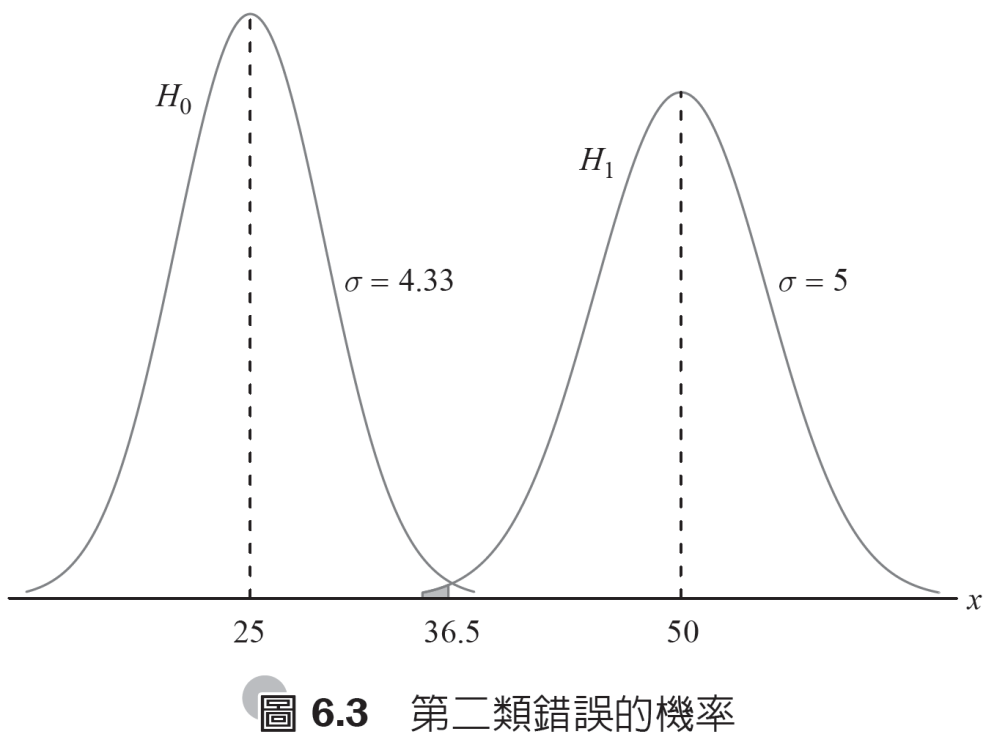 H₀
H₁
σ = 4.33
σ = 5
x
25
36.5
50
圖 6.3 第二類錯誤的機率